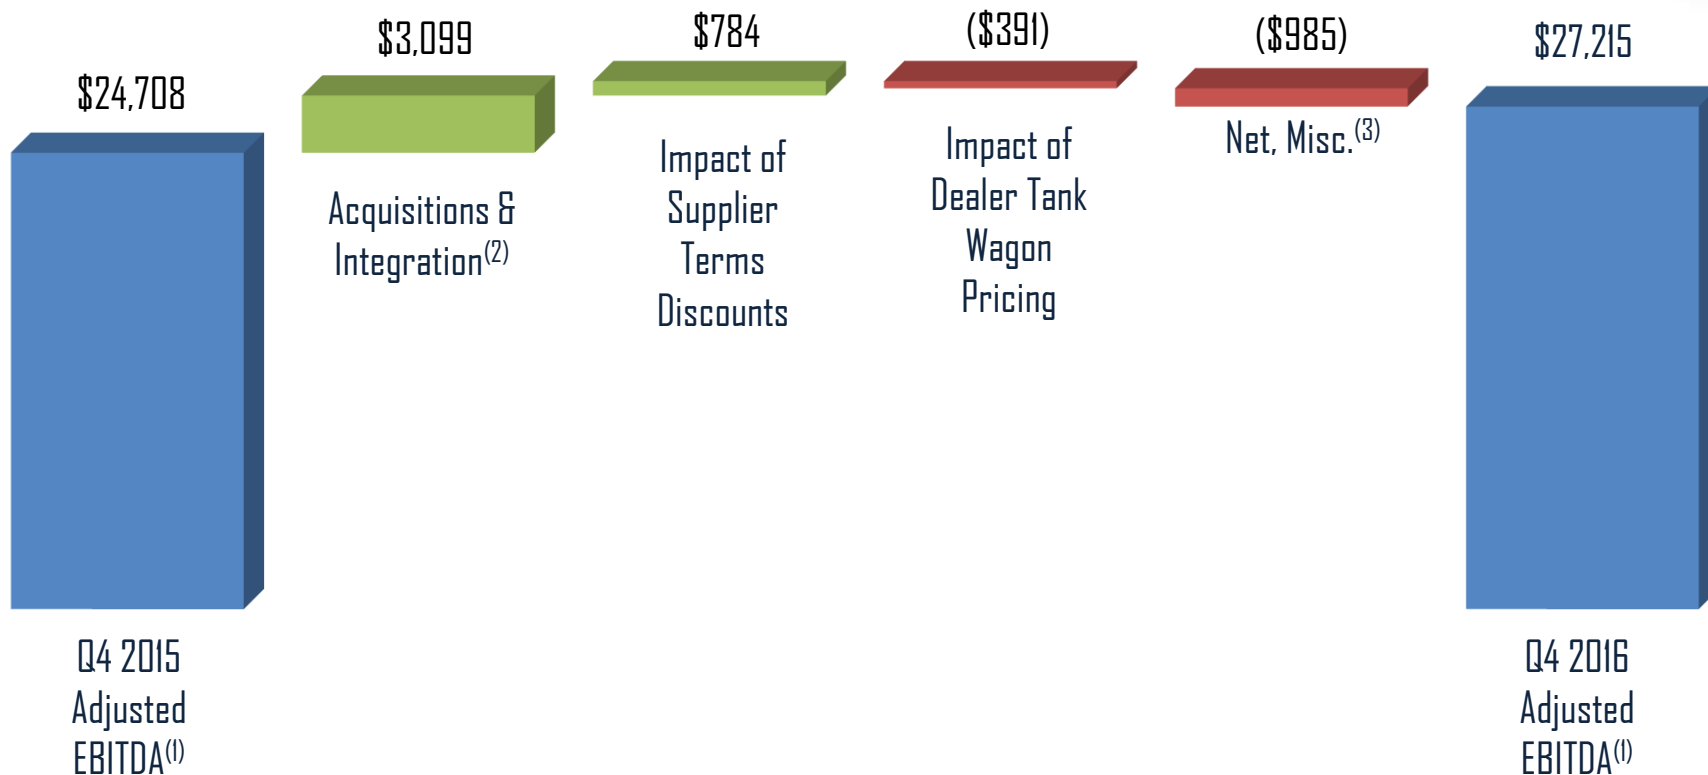 $24,708
$3,099
$784
($391)
($985)
$27,215
Acquisitions &
Integration(2)
Impact of
Supplier
Terms
Discounts
Impact of
Dealer Tank
Wagon
Pricing
Net, Misc.(3)
Q4 2015
Adjusted
EBITDA(1)
Q4 2016
Adjusted
EBITDA(1)